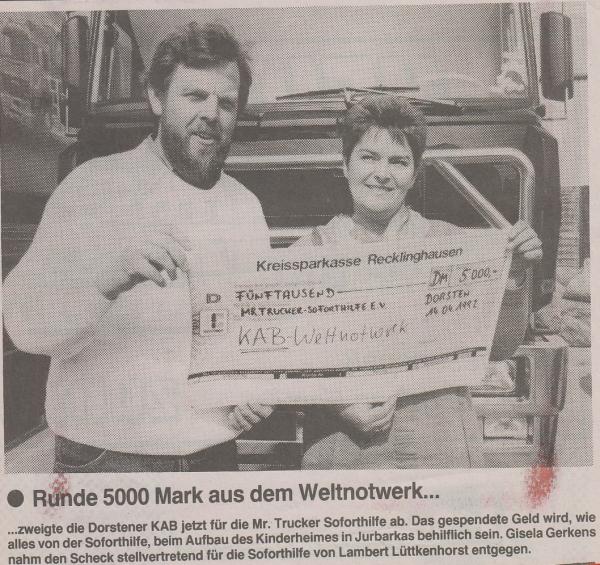 Kreissparkasse Recklinghausen
FÜNFTAUSEND DM 5000,-
MR. TRUCKER-SOFORTHILFE E.V. DORSTEN
14.04.1992
KAB-Weltnotwerk
● Runde 5000 Mark aus dem Weltnotwerk...
...zweigte die Dorstener KAB jetzt für die Mr. Trucker Soforthilfe ab. Das gespendete Geld wird, wie
alles von der Soforthilfe, beim Aufbau des Kinderheimes in Jurbarkas behilflich sein. Gisela Gerkens
nahm den Scheck stellvertretend für die Soforthilfe von Lambert Lüttkenhorst entgegen.